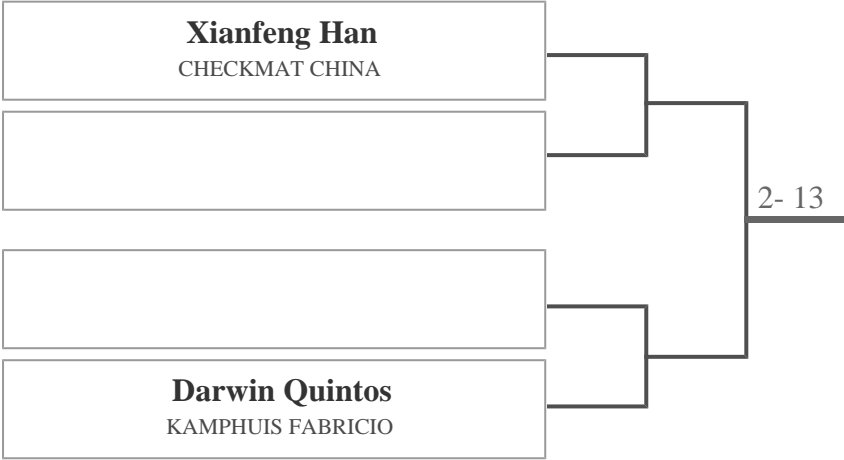 Xianfeng Han
CHECKMAT CHINA
2- 13
Darwin Quintos
KAMPHUIS FABRICIO